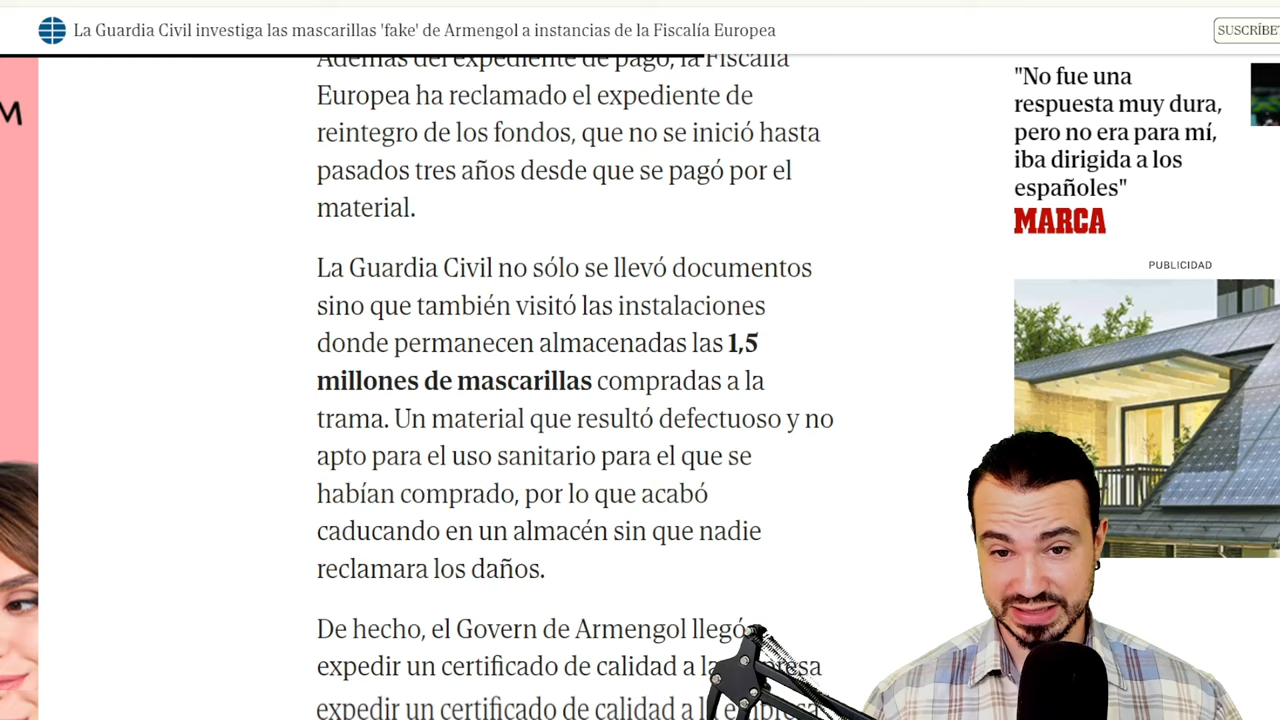 La Guardia Civil investiga las mascarillas 'fake' de Armengol a instancias de la Fiscalía Europea
SUSCRÍBET
M
Además del expediente de pago, la Fiscalía
Europea ha reclamado el expediente de
reintegro de los fondos, que no se inició hasta
pasados tres años desde que se pagó por el
material.
La Guardia Civil no sólo se llevó documentos
sino que también visitó las instalaciones
donde permanecen almacenadas las 1,5
millones de mascarillas compradas a la
trama. Un material que resultó defectuoso y no
apto para el uso sanitario para el que se
habían comprado, por lo que acabó
caducando en un almacén sin que nadie
reclamara los daños.
De hecho, el Govern de Armengol llegó
expedir un certificado de calidad a la empresa
expedir un certificado de calidad a la empresa
"No fue una
respuesta muy dura,
pero no era para mí,
iba dirigida a los
españoles"
MARCA
PUBLICIDAD